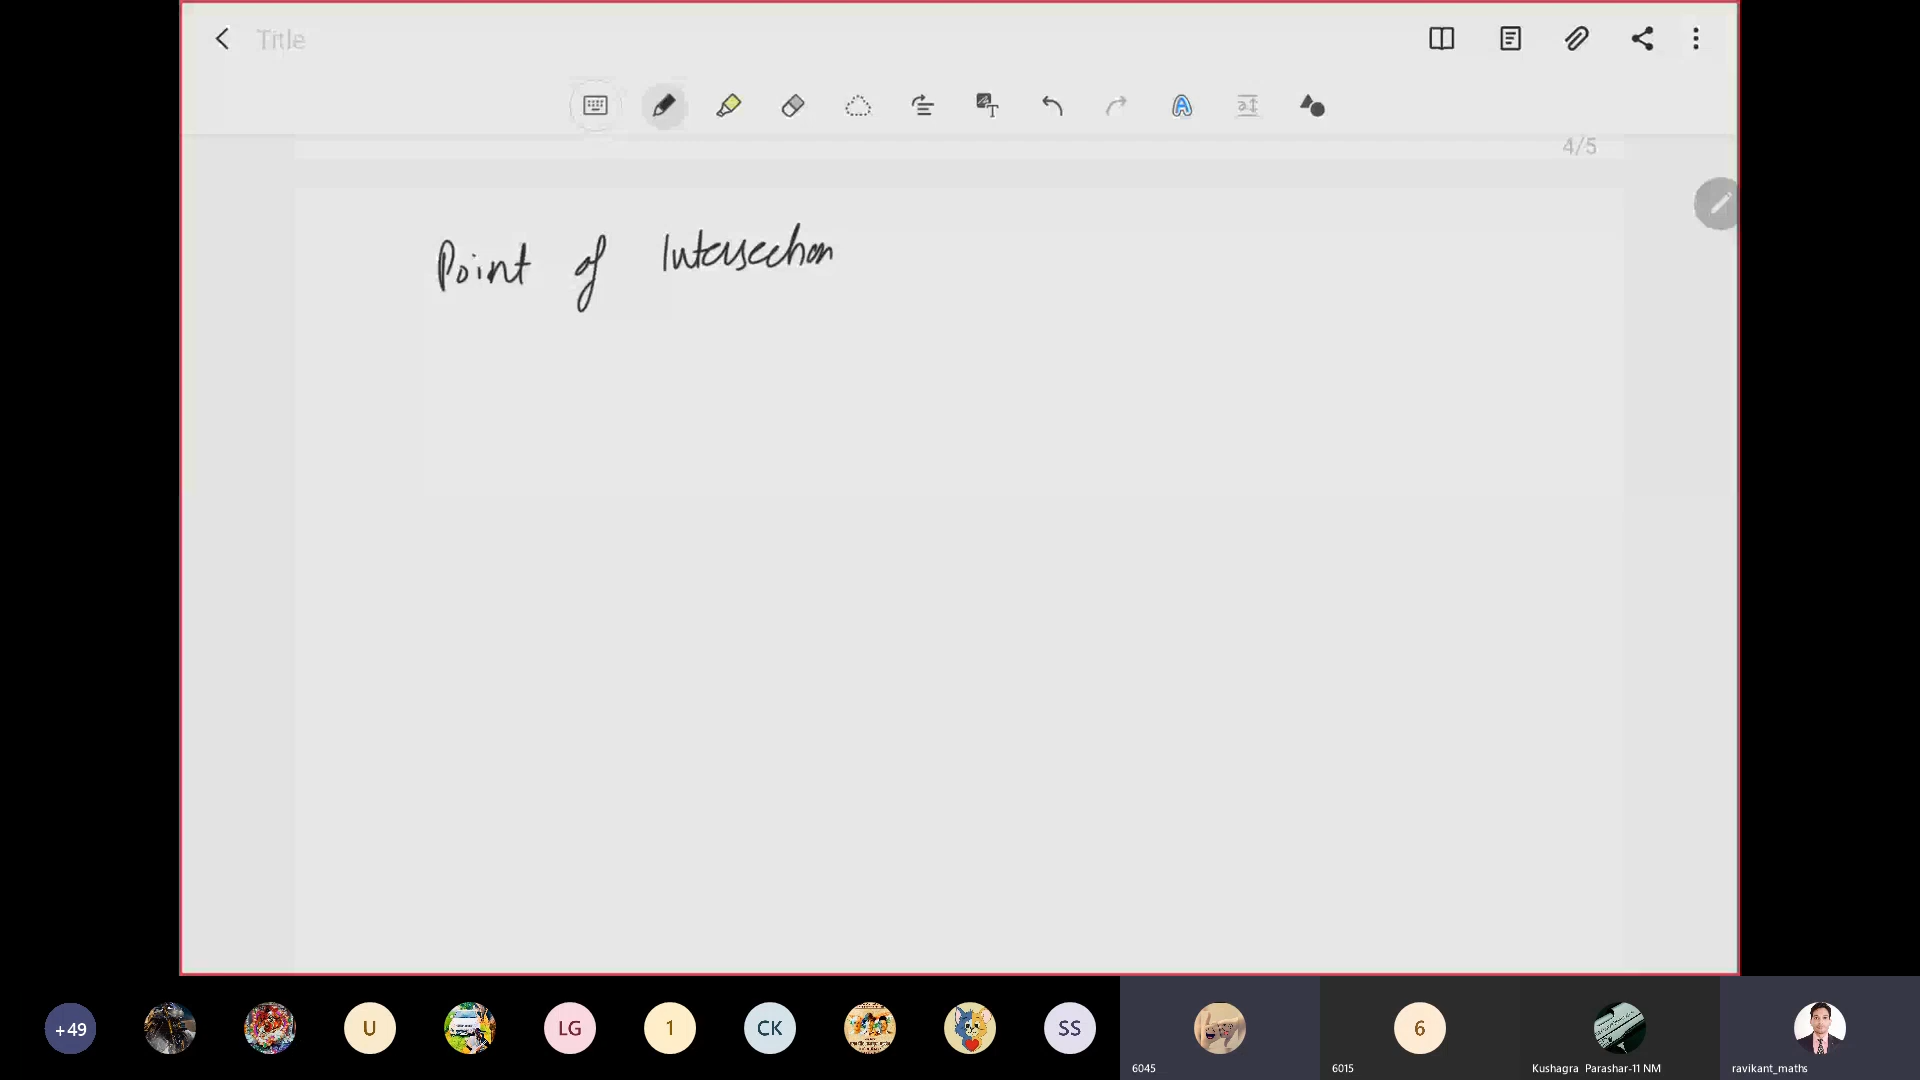 Title
4/5
Point of Intersection
+49
U
LG
1
CK
SS
6
6045
6015
Kushagra Parashar-11 NM
ravikant_maths